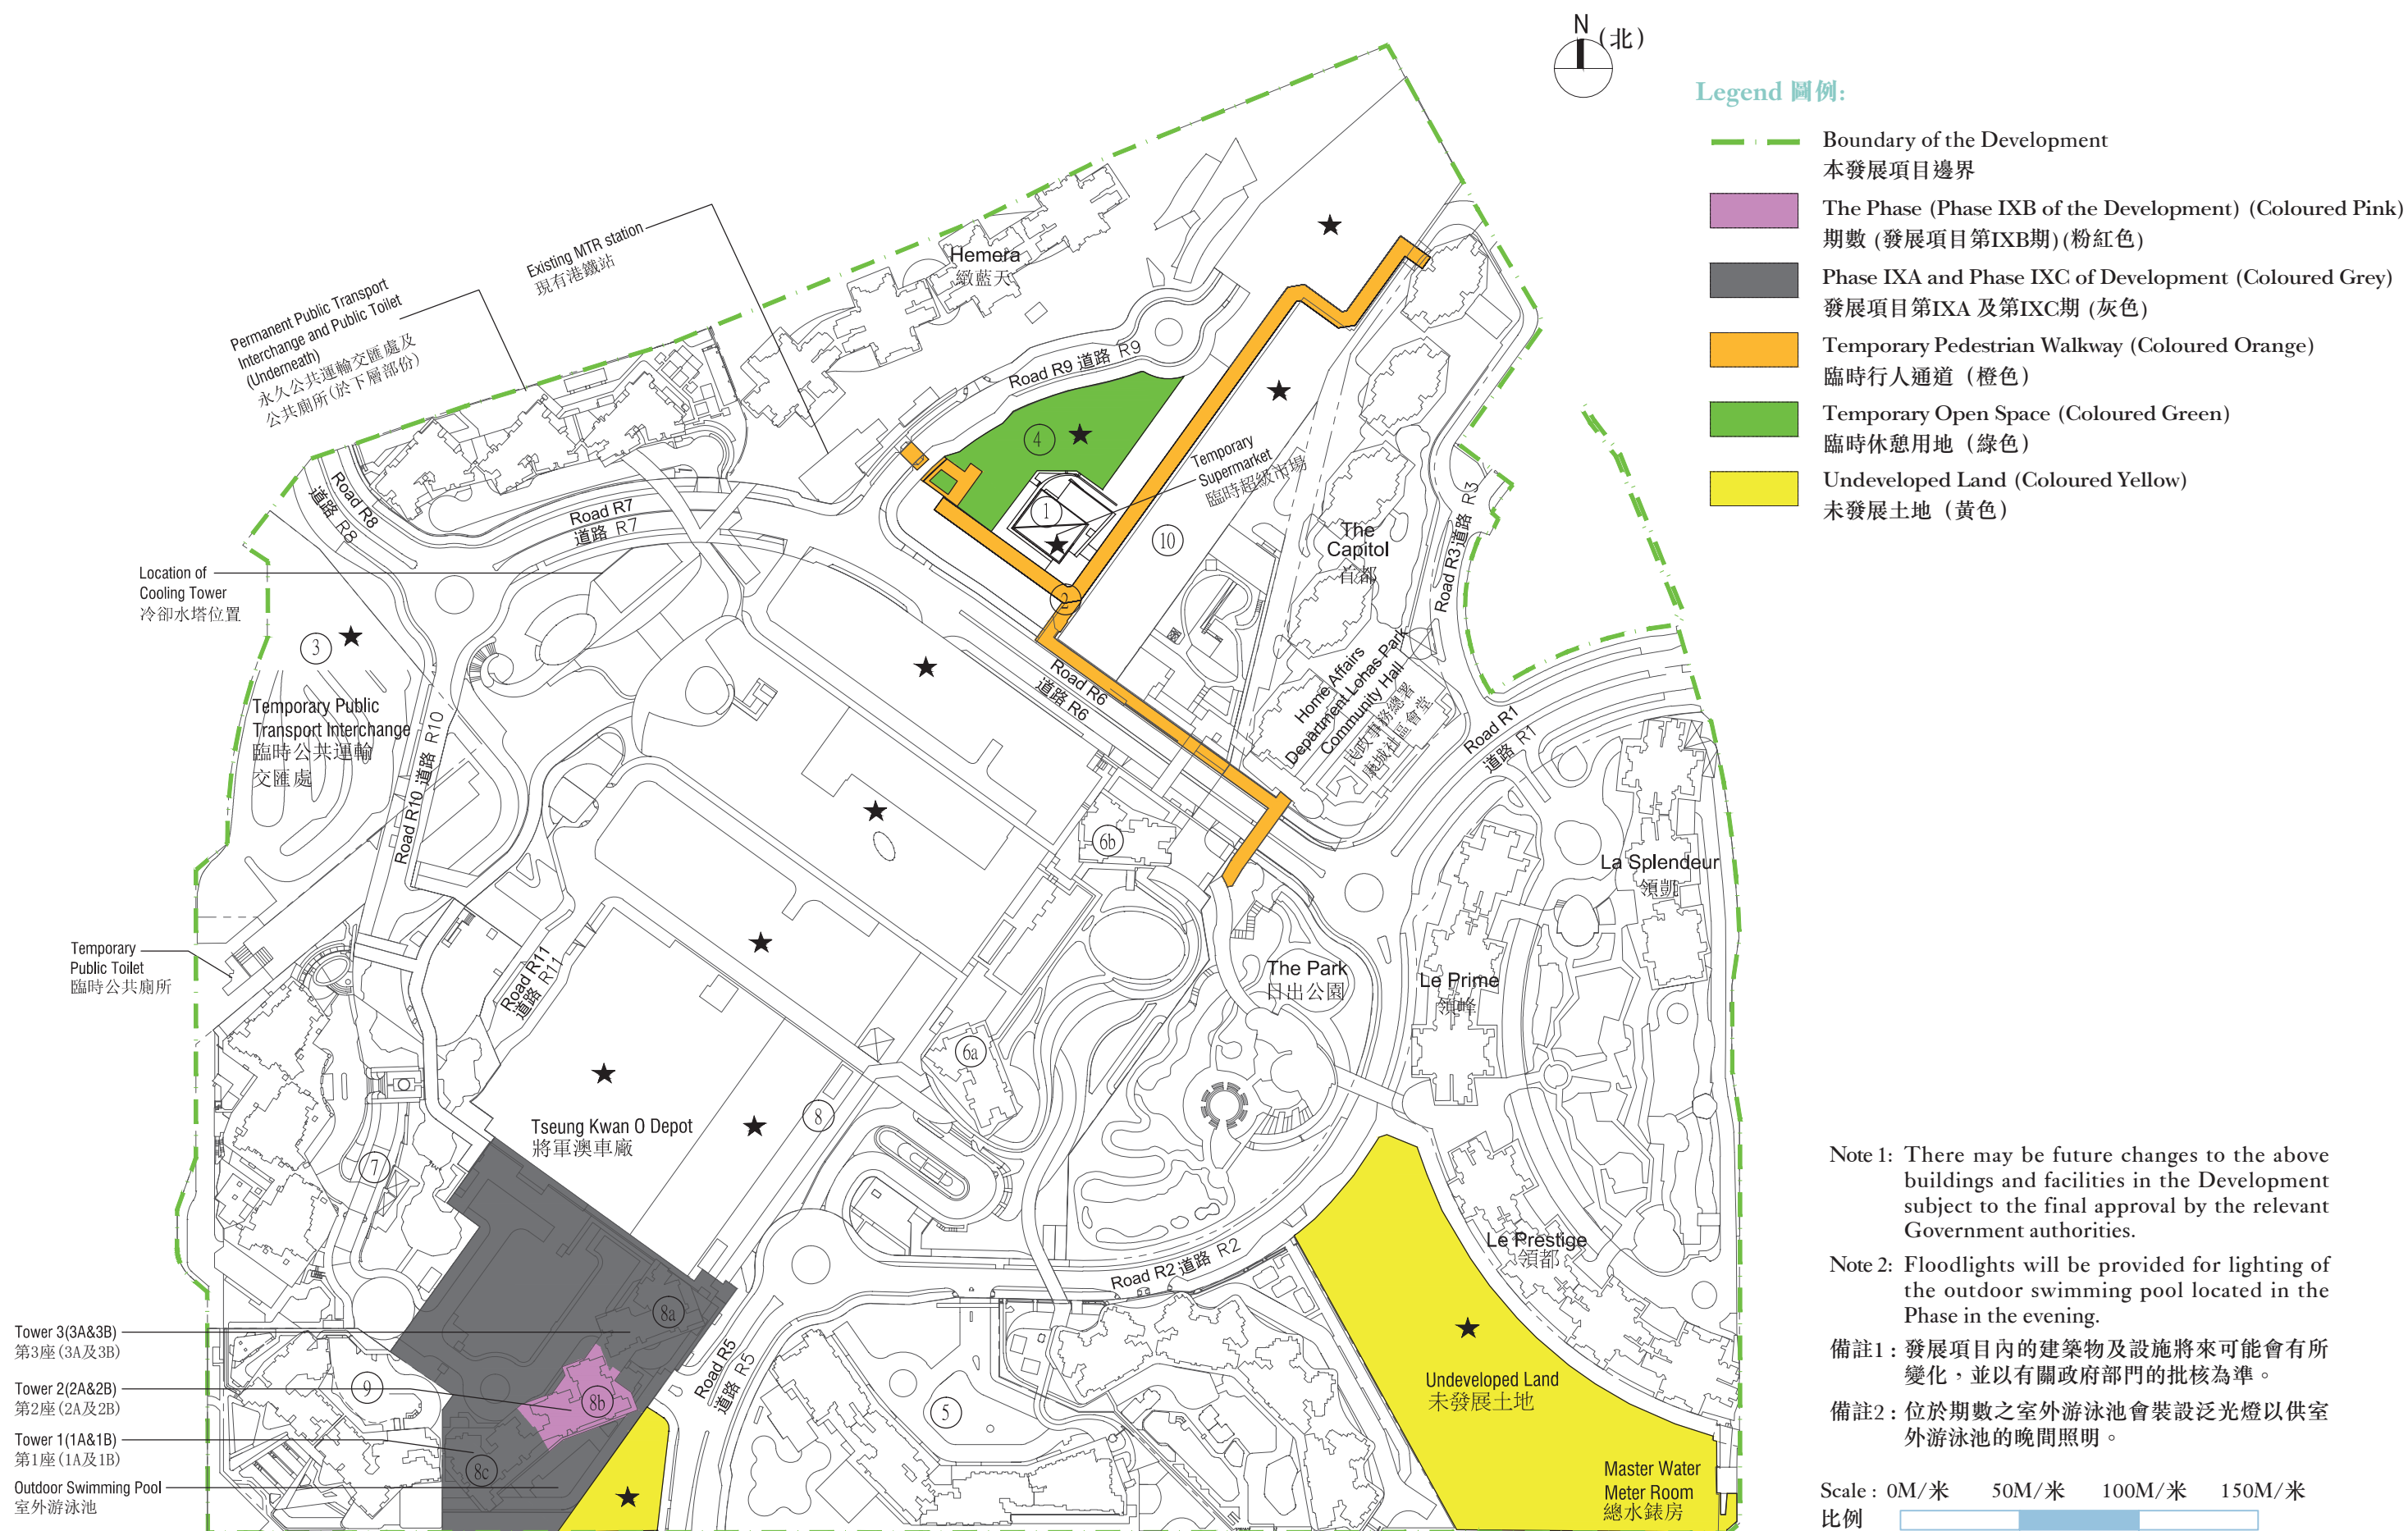 N
(北)
Legend 圖例:
Boundary of the Development
本發展項目邊界
The Phase (Phase IXB of the Development) (Coloured Pink)
期數 (發展項目第IXB期)(粉紅色)
Phase IXA and Phase IXC of Development (Coloured Grey)
發展項目第IXA 及第IXC期 (灰色)
Temporary Pedestrian Walkway (Coloured Orange)
臨時行人通道（橙色）
Temporary Open Space (Coloured Green)
臨時休憩用地（綠色）
Undeveloped Land (Coloured Yellow)
未發展土地（黃色）
Permanent Public Transport
Interchange and Public Toilet
(Underneath)
永久公共運輸交匯處及
公共廁所(於下層部份)
Existing MTR station
現有港鐵站
Hemera
緻藍天
Road R9 道路 R9
4
Temporary
Supermarket
臨時超級市場
1
10
2
Road R8
道路 R8
Road R7
道路 R7
Location of
Cooling Tower
冷卻水塔位置
3
Temporary Public
Transport Interchange
臨時公共運輸
交匯處
Road R10 道路 R10
The
Capitol
首都
Road R3 道路 R3
Road R6
道路 R6
Home Affairs
Department Lohas Park
Community Hall
民政事務總署
康城社區會堂
Road R1
道路 R1
6b
La Splendeur
領凱
Temporary
Public Toilet
臨時公共廁所
Road R11
道路 R11
The Park
日出公園
Le Prime
領峰
6a
Tseung Kwan O Depot
將軍澳車廠
8
7
Road R2 道路 R2
Le Prestige
領都
8a
Tower 3(3A&3B)
第3座(3A及3B)
Tower 2(2A&2B)
第2座(2A及2B)
Tower 1(1A&1B)
第1座(1A及1B)
Outdoor Swimming Pool
室外游泳池
9
8b
8c
Road R5
道路 R5
5
Undeveloped Land
未發展土地
Master Water
Meter Room
總水錶房
Note 1: There may be future changes to the above
buildings and facilities in the Development
subject to the final approval by the relevant
Government authorities.
Note 2: Floodlights will be provided for lighting of
the outdoor swimming pool located in the
Phase in the evening.
備註1：發展項目內的建築物及設施將來可能會有所
變化，並以有關政府部門的批核為準。
備註2：位於期數之室外游泳池會裝設泛光燈以供室
外游泳池的晚間照明。
Scale : 0M/米 50M/米 100M/米 150M/米
比例